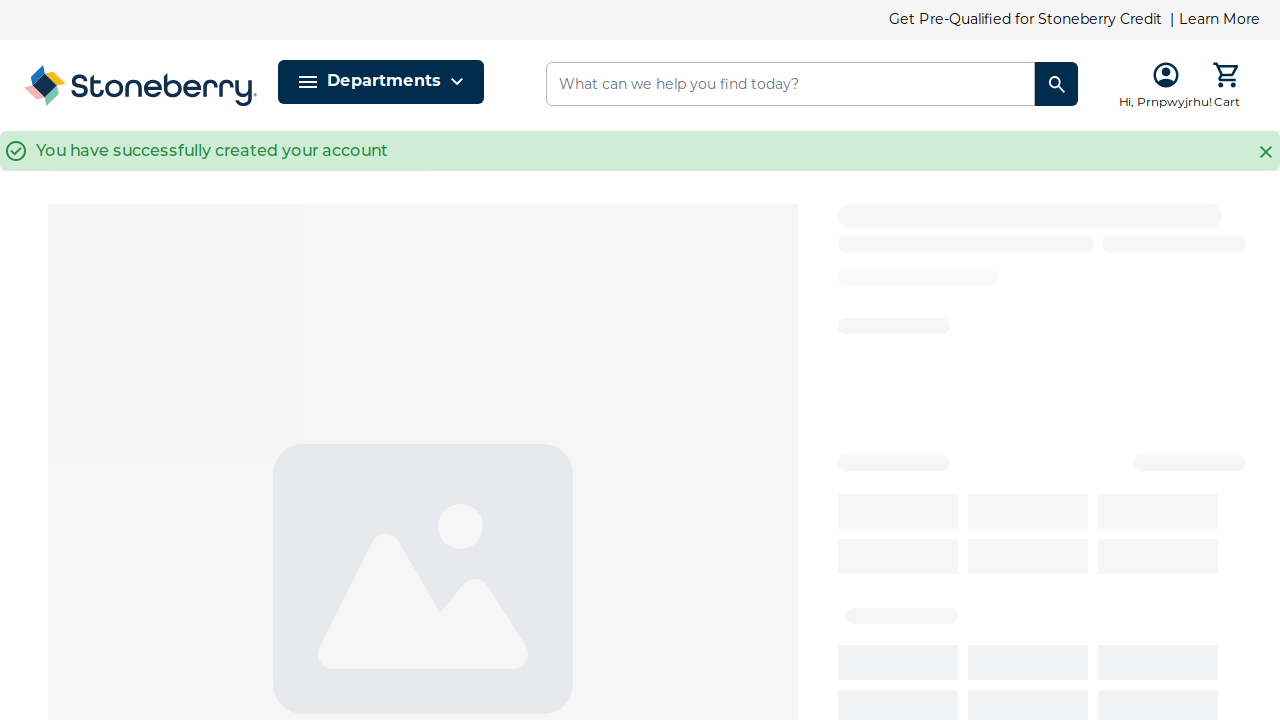 Get Pre-Qualified for Stoneberry Credit | Learn More
Stoneberry®
Departments
What can we help you find today?
Hi, Prnpwyjrhu!
Cart
You have successfully created your account